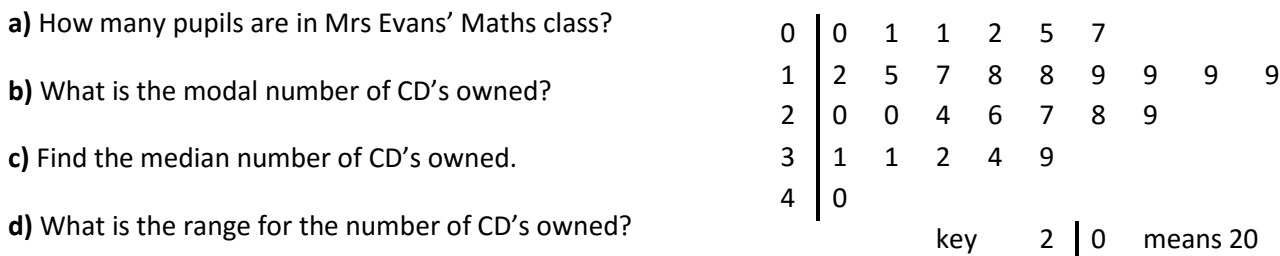 a) How many pupils are in Mrs Evans’ Maths class?
b) What is the modal number of CD’s owned?
c) Find the median number of CD’s owned.
d) What is the range for the number of CD’s owned?
0 | 0 1 1 2 5 7
1 | 2 5 7 8 8 9 9 9 9
2 | 0 0 4 6 7 8 9
3 | 1 1 2 4 9
4 | 0
key 2 | 0 means 20